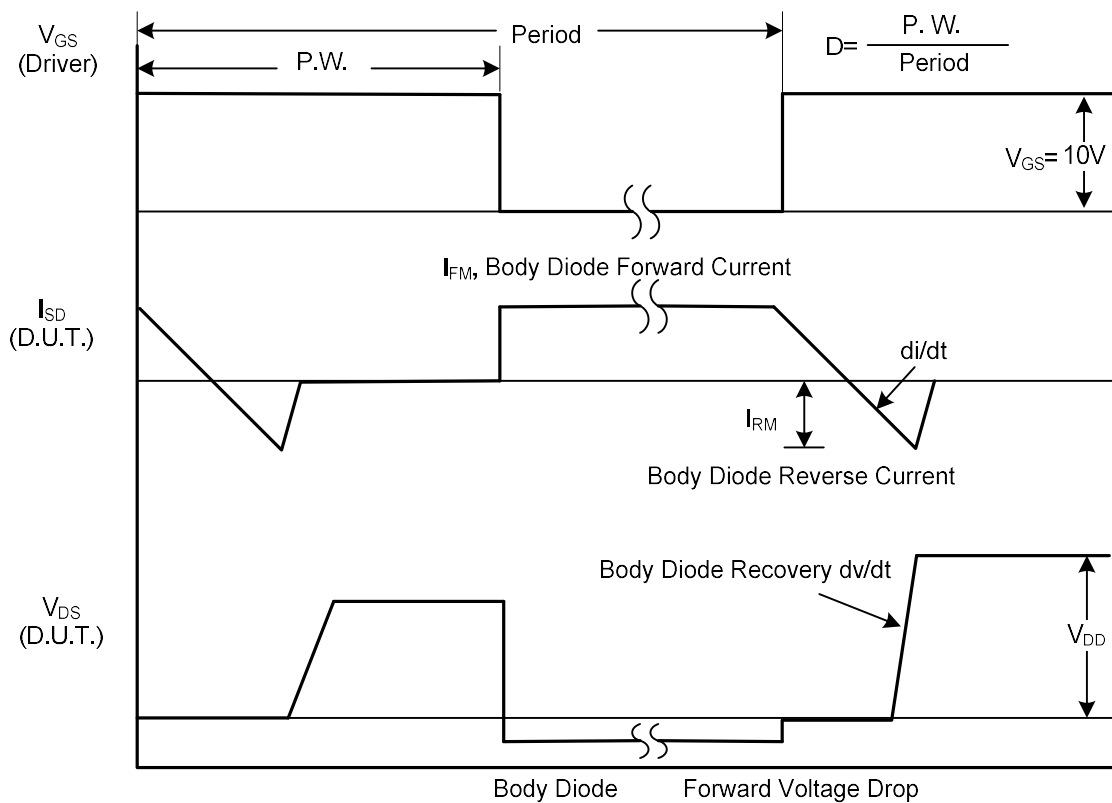 V_GS
(Driver)
Period
P.W.
D= P. W.
Period
V_GS= 10V
I_FM, Body Diode Forward Current
I_SD
(D.U.T.)
di/dt
I_RM
Body Diode Reverse Current
Body Diode Recovery dv/dt
V_DS
(D.U.T.)
V_DD
Body Diode Forward Voltage Drop